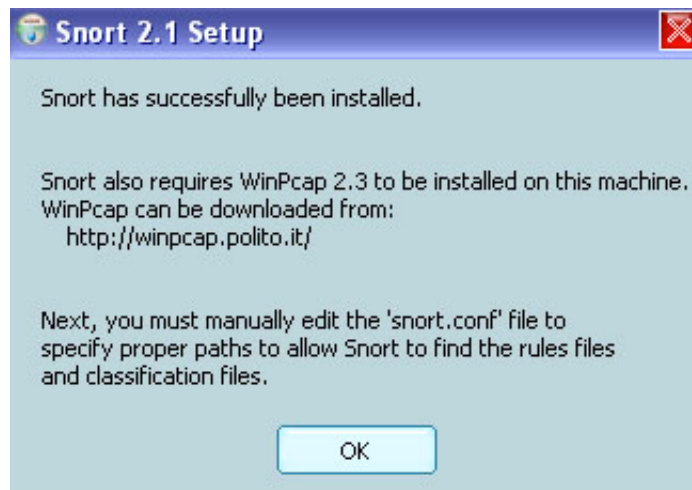 Snort 2.1 Setup
Snort has successfully been installed.
Snort also requires WinPcap 2.3 to be installed on this machine.
WinPcap can be downloaded from:
http://winpcap.polito.it/
Next, you must manually edit the 'snort.conf' file to
specify proper paths to allow Snort to find the rules files
and classification files.
OK